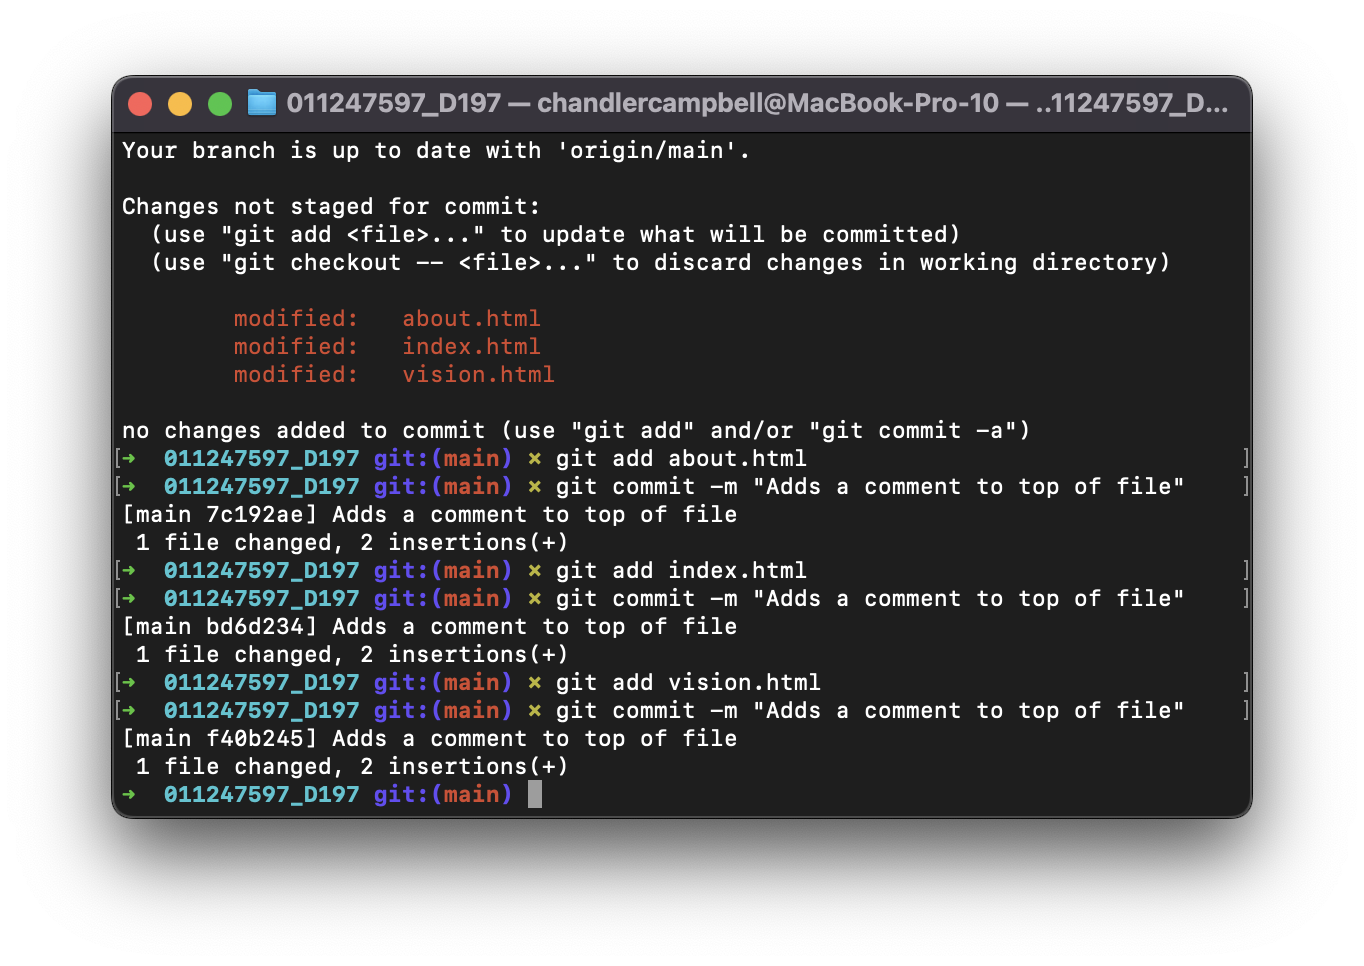 011247597_D197 — chandlercampbell@MacBook-Pro-10 — ..11247597_D...
Your branch is up to date with 'origin/main'.
Changes not staged for commit:
(use "git add <file>..." to update what will be committed)
(use "git checkout -- <file>..." to discard changes in working directory)
modified: about.html
modified: index.html
modified: vision.html
no changes added to commit (use "git add" and/or "git commit -a")
[➜ 011247597_D197 git:(main) × git add about.html ]
[➜ 011247597_D197 git:(main) × git commit -m "Adds a comment to top of file" ]
[main 7c192ae] Adds a comment to top of file
1 file changed, 2 insertions(+)
[➜ 011247597_D197 git:(main) × git add index.html ]
[➜ 011247597_D197 git:(main) × git commit -m "Adds a comment to top of file" ]
[main bd6d234] Adds a comment to top of file
1 file changed, 2 insertions(+)
[➜ 011247597_D197 git:(main) × git add vision.html ]
[➜ 011247597_D197 git:(main) × git commit -m "Adds a comment to top of file" ]
[main f40b245] Adds a comment to top of file
1 file changed, 2 insertions(+)
➜ 011247597_D197 git:(main)